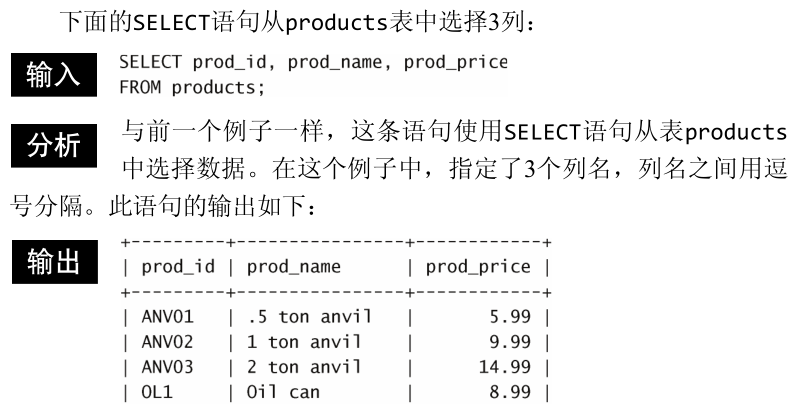 下面的SELECT语句从products表中选择3列：
输入
SELECT prod_id, prod_name, prod_price
FROM products;
分析
与前一个例子一样，这条语句使用SELECT语句从表products
中选择数据。在这个例子中，指定了3个列名，列名之间用逗
号分隔。此语句的输出如下：
输出
+---------+----------------+------------+
| prod_id | prod_name      | prod_price |
+---------+----------------+------------+
| ANV01   | .5 ton anvil   |       5.99 |
| ANV02   | 1 ton anvil    |       9.99 |
| ANV03   | 2 ton anvil    |      14.99 |
| OL1     | Oil can        |       8.99 |